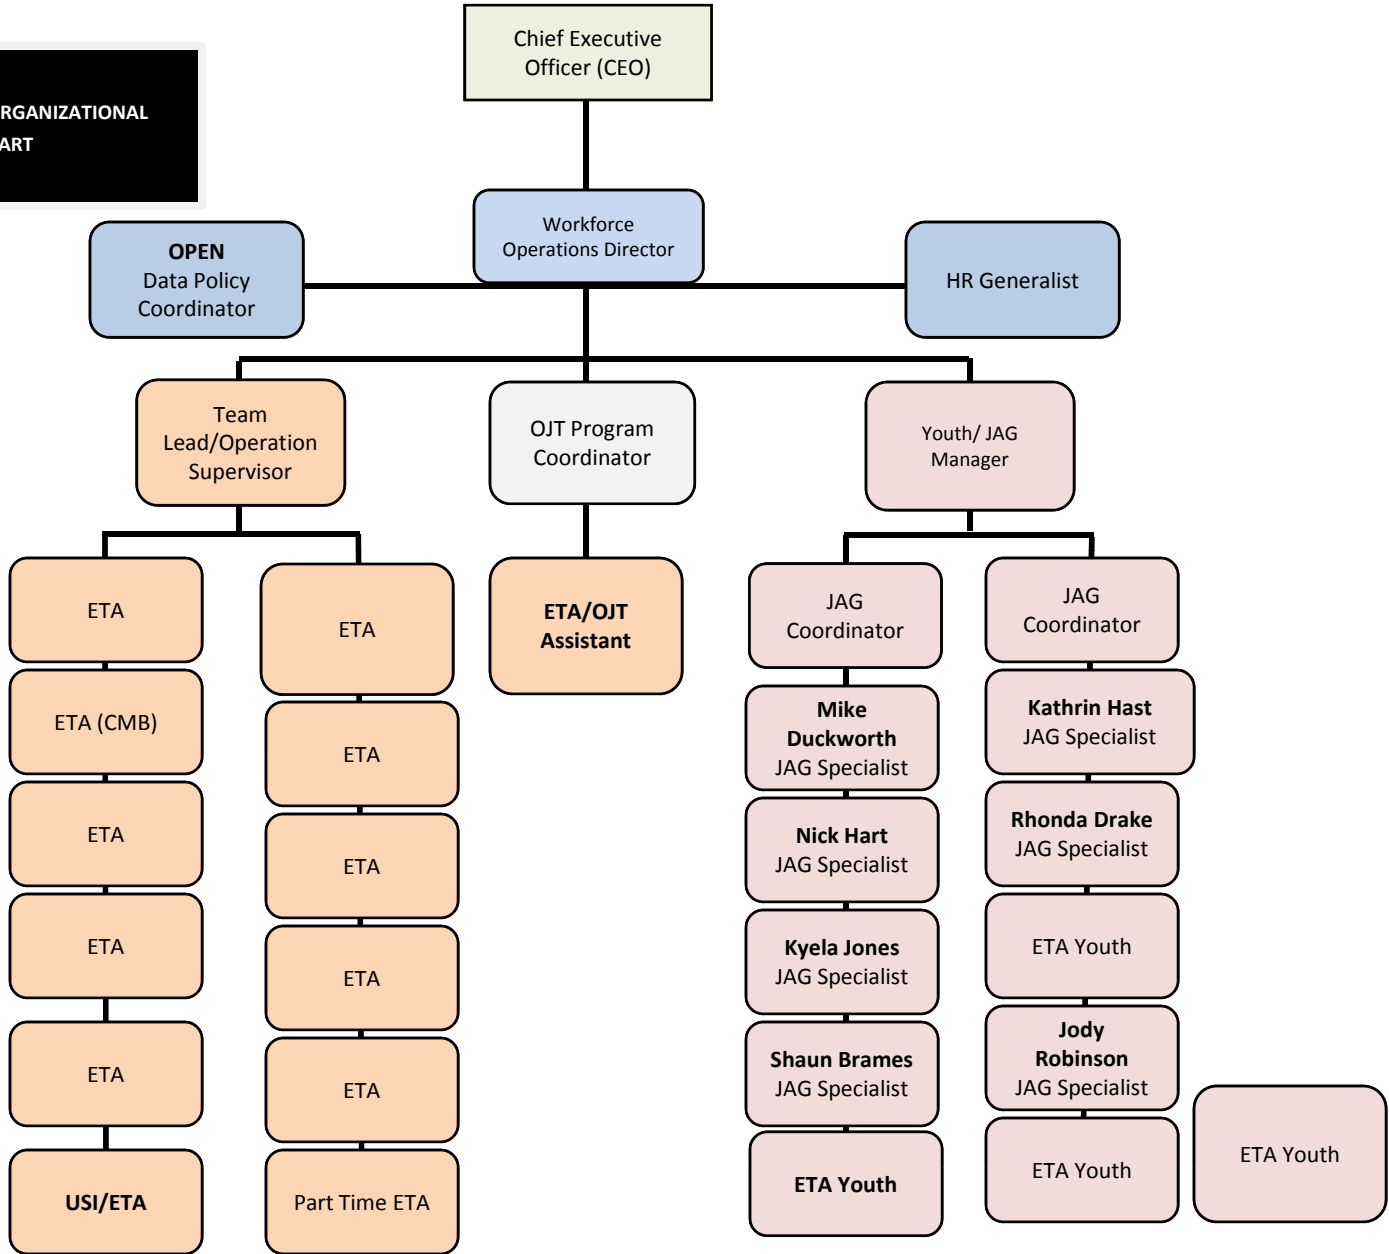 Chief Executive
Officer (CEO)
RGANIZATIONAL
ART
Workforce
Operations Director
OPEN
Data Policy
Coordinator
HR Generalist
Team
Lead/Operation
Supervisor
OJT Program
Coordinator
Youth/ JAG
Manager
ETA
ETA (CMB)
ETA
ETA
ETA
USI/ETA
ETA
ETA
ETA
ETA
ETA
Part Time ETA
ETA/OJT
Assistant
JAG
Coordinator
Mike
Duckworth
JAG Specialist
Nick Hart
JAG Specialist
Kyela Jones
JAG Specialist
Shaun Brames
JAG Specialist
ETA Youth
JAG
Coordinator
Kathrin Hast
JAG Specialist
Rhonda Drake
JAG Specialist
ETA Youth
Jody
Robinson
JAG Specialist
ETA Youth
ETA Youth